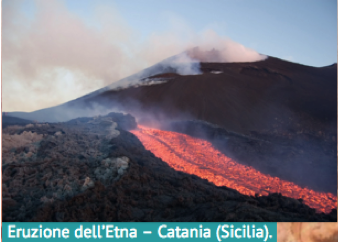 Eruzione dell'Etna – Catania (Sicilia).